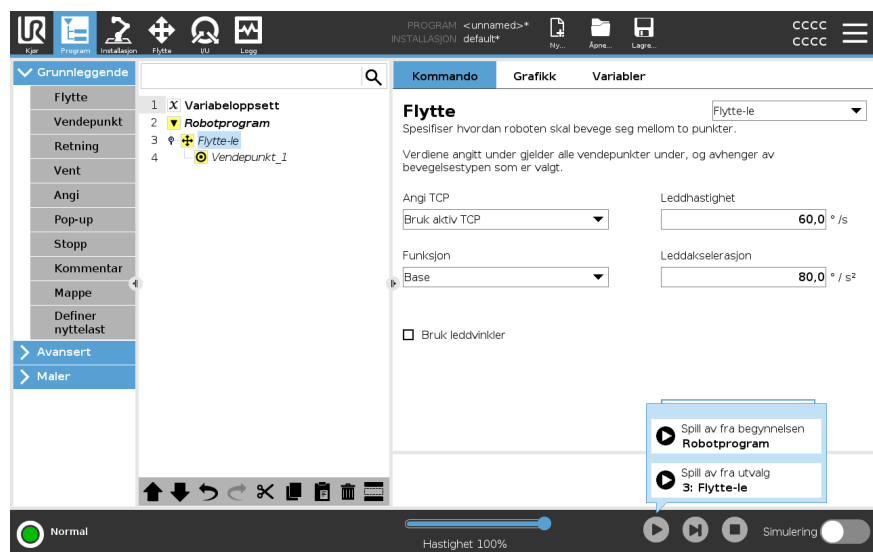 UR
Kjør
Program
Installasjon
Flytte
I/U
Logg
PROGRAM <unnamed>*
INSTALLASJON default*
Ny...
Åpne...
Lagre...
CCCC
CCCC
Grunnleggende
Flytte
Vendepunkt
Retning
Vent
Angi
Pop-up
Stopp
Kommentar
Mappe
Definer
nyttelast
Avansert
Maler
1 X Variabeloppsett
2 Robotprogram
3 Flytte-le
4 Vendepunkt_1
Kommando Grafikk Variabler
Flytte
Flytte-le
Spesifiser hvordan roboten skal bevege seg mellom to punkter.
Verdiene angitt under gjelder alle vendepunkter under, og avhenger av
bevegelsestypen som er valgt.
Angi TCP
Bruk aktiv TCP
Leddhastighet
60,0 ° /s
Funksjon
Base
Leddakselerasjon
80,0 ° / s²
Bruk leddvinkler
Spill av fra begynnelsen
Robotprogram
Spill av fra utvalg
3: Flytte-le
Normal
Hastighet 100%
Simulering